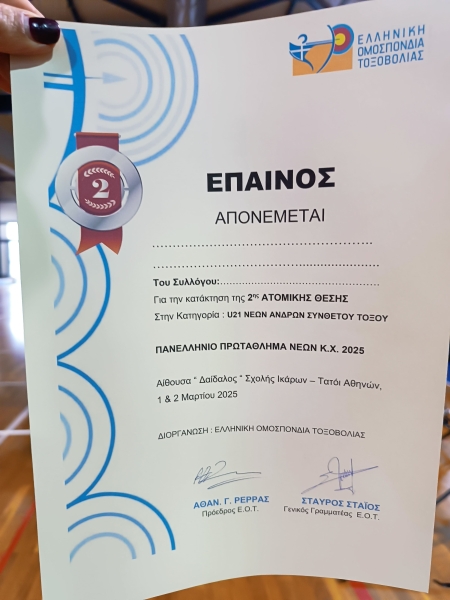 ΕΛΛΗΝΙΚΗ
ΟΜΟΣΠΟΝΔΙΑ
ΤΟΞΟΒΟΛΙΑΣ
2
ΕΠΑΙΝΟΣ
ΑΠΟΝΕΜΕΤΑΙ
Του Συλλόγου:
Για την κατάκτηση της 2ης ΑΤΟΜΙΚΗΣ ΘΕΣΗΣ
Στην Κατηγορία : U21 ΝΕΩΝ ΑΝΔΡΩΝ ΣΥΝΘΕΤΟΥ ΤΟΞΟΥ
ΠΑΝΕΛΛΗΝΙΟ ΠΡΩΤΑΘΛΗΜΑ ΝΕΩΝ Κ.Χ. 2025
Αίθουσα " Δαίδαλος " Σχολής Ικάρων – Τατόι Αθηνών,
1 & 2 Μαρτίου 2025
ΔΙΟΡΓΑΝΩΣΗ : ΕΛΛΗΝΙΚΗ ΟΜΟΣΠΟΝΔΙΑ ΤΟΞΟΒΟΛΙΑΣ
ΑΘΑΝ. Γ. ΡΕΡΡΑΣ
Πρόεδρος Ε.Ο.Τ.
ΣΤΑΥΡΟΣ ΣΤΑΪΟΣ
Γενικός Γραμματέας Ε.Ο.Τ.